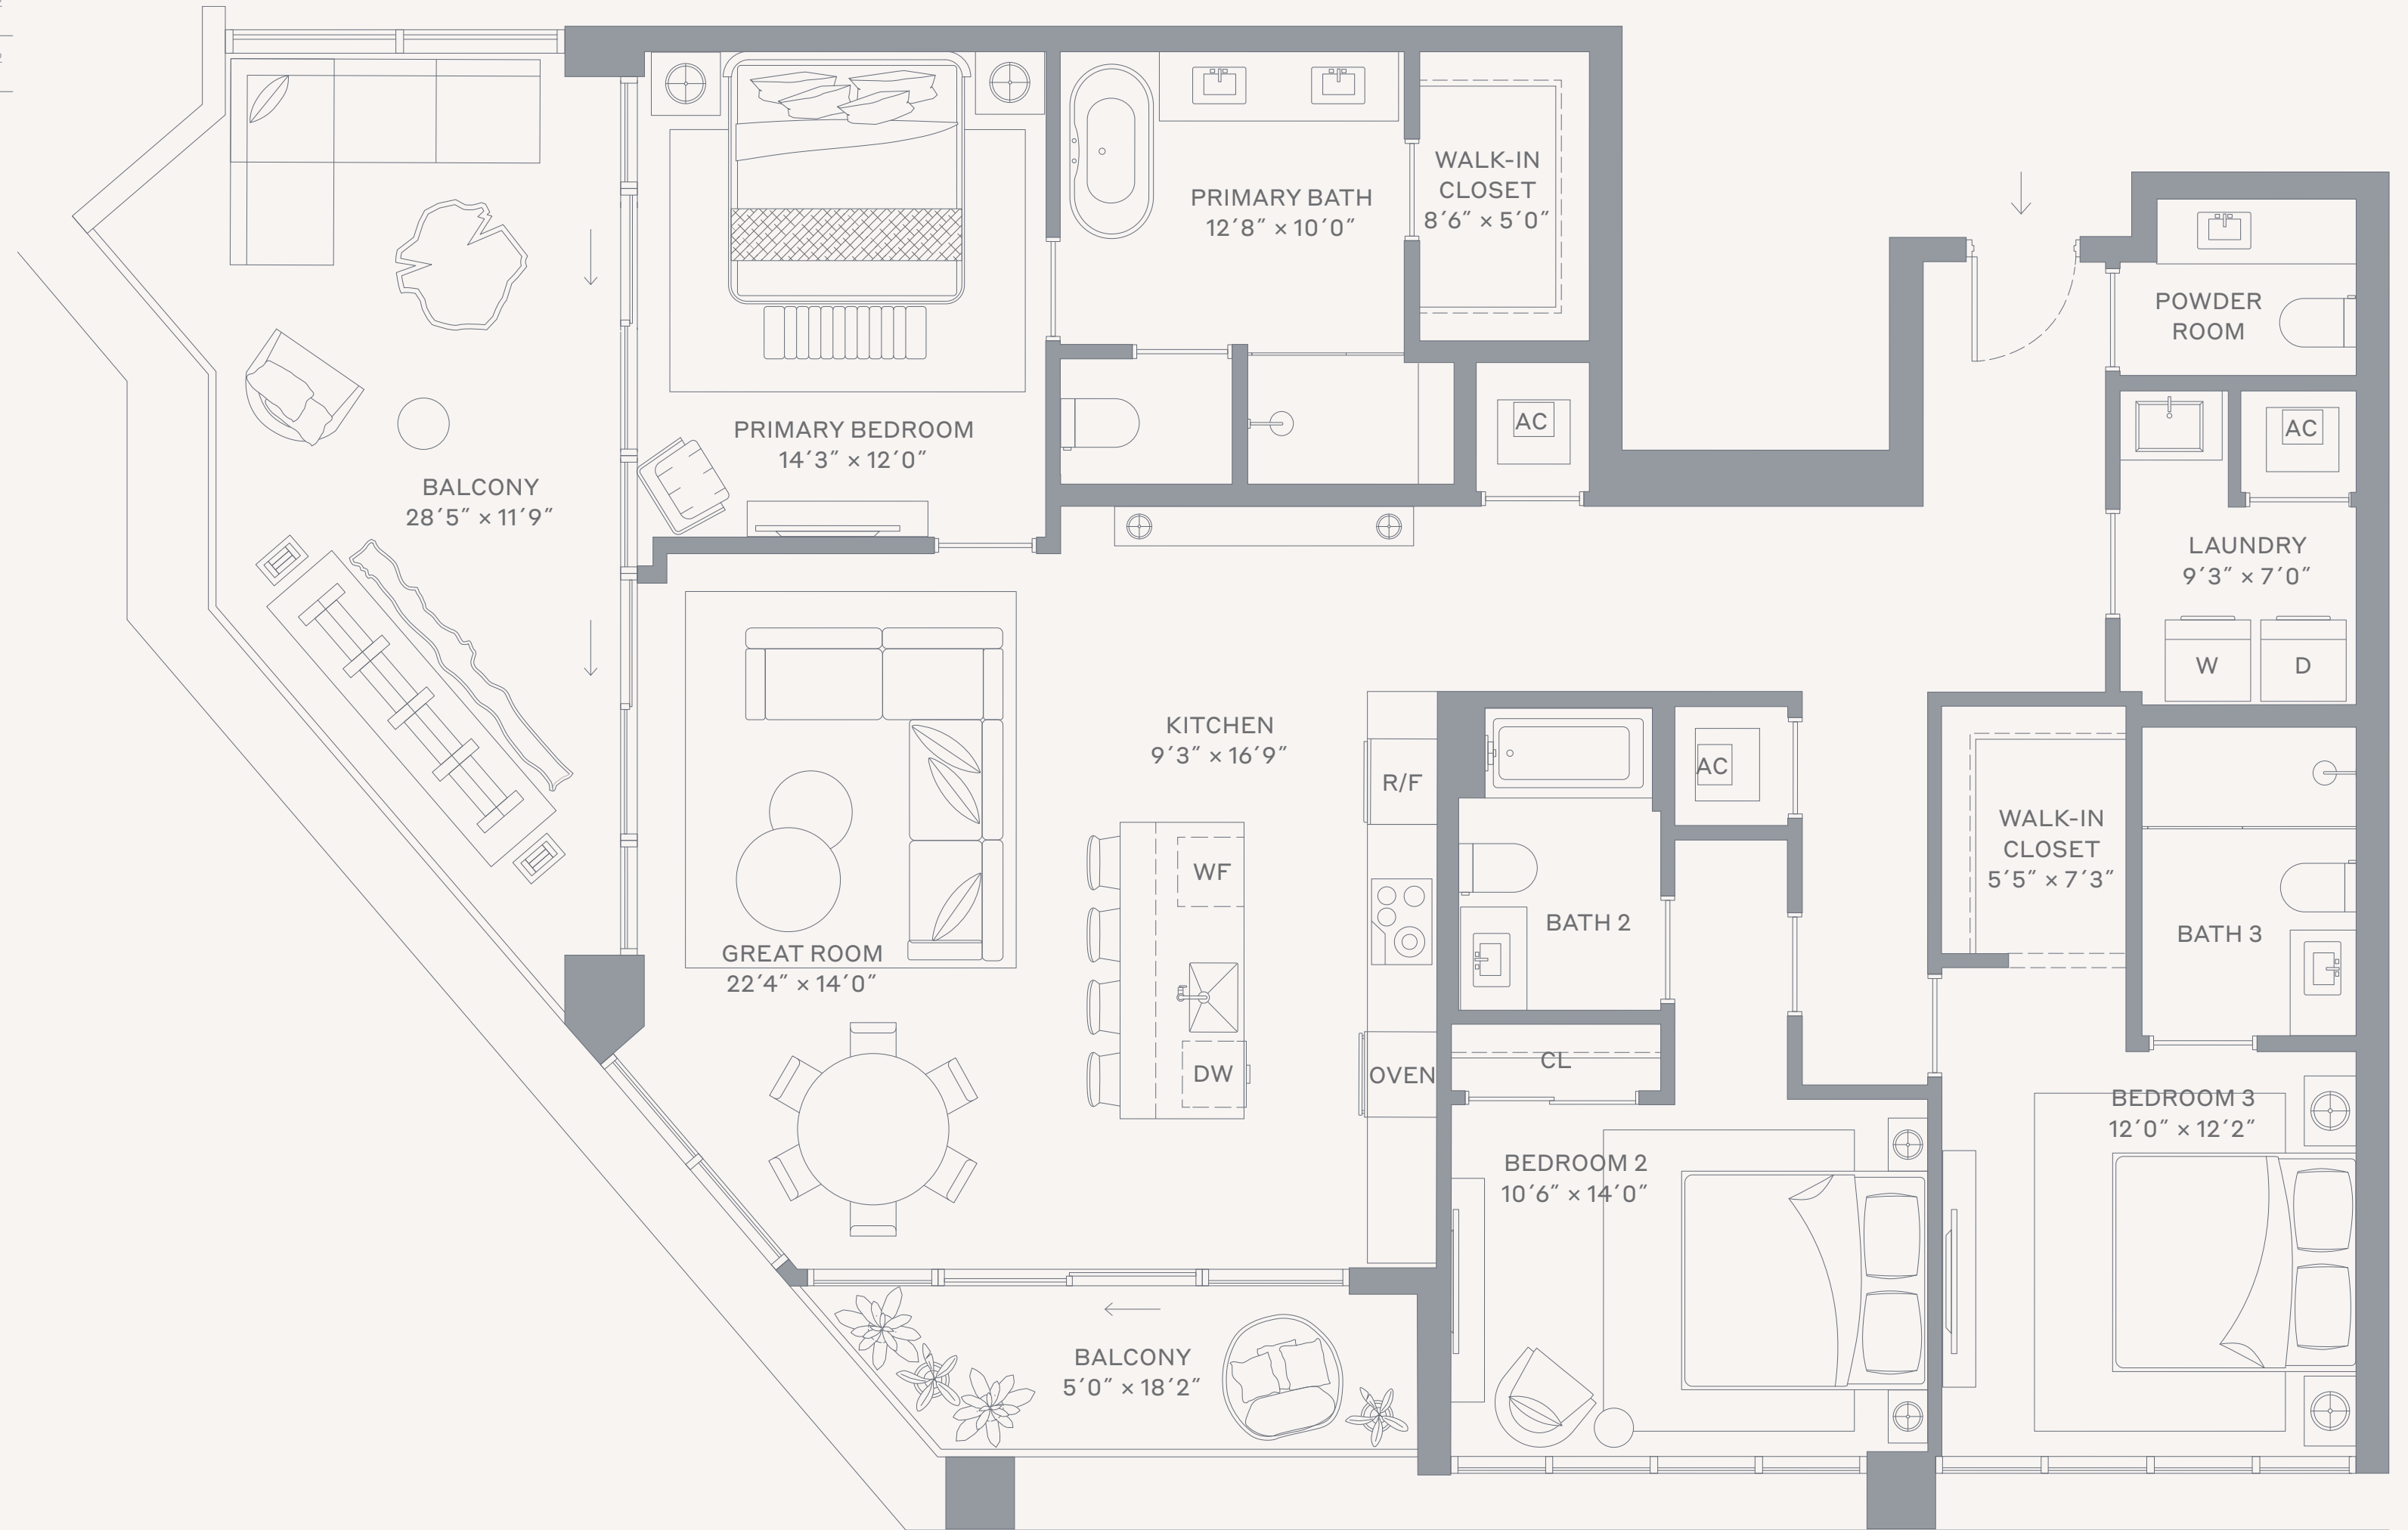 PRIMARY BATH
12′8″ × 10′0″
WALK-IN
CLOSET
8′6″ × 5′0″
POWDER
ROOM
PRIMARY BEDROOM
14′3″ × 12′0″
AC
AC
BALCONY
28′5″ × 11′9″
LAUNDRY
9′3″ × 7′0″
W
D
KITCHEN
9′3″ × 16′9″
R/F
AC
WALK-IN
CLOSET
5′5″ × 7′3″
WF
BATH 2
BATH 3
GREAT ROOM
22′4″ × 14′0″
DW
OVEN
CL
BEDROOM 3
12′0″ × 12′2″
BEDROOM 2
10′6″ × 14′0″
BALCONY
5′0″ × 18′2″